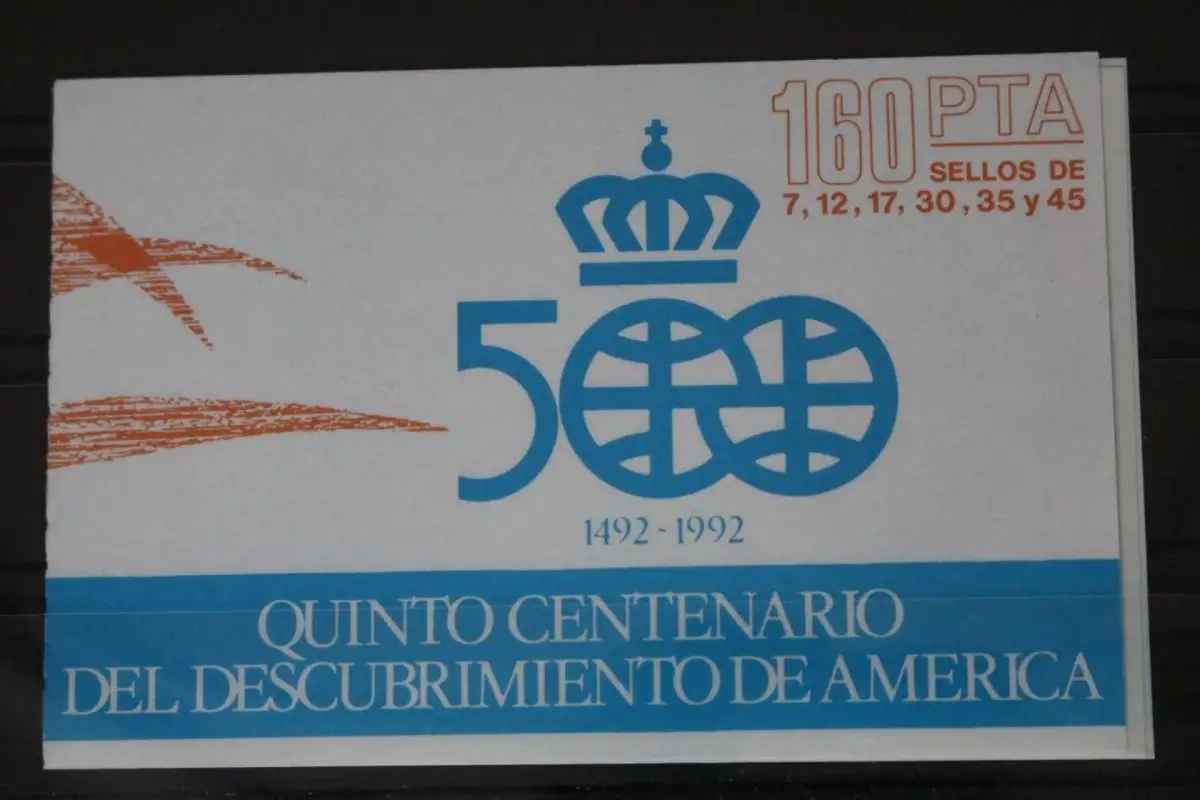 160 PTA
SELLOS DE
7, 12, 17, 30, 35 y 45
500
1492 - 1992
QUINTO CENTENARIO
DEL DESCUBRIMIENTO DE AMERICA